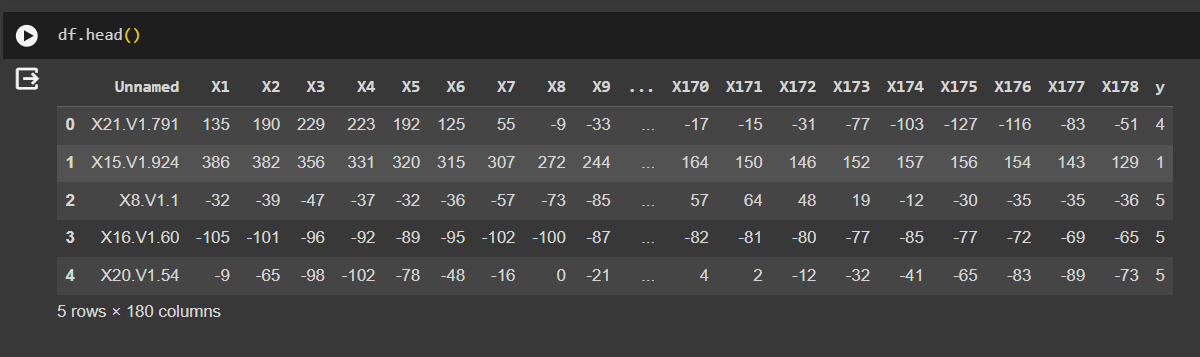 df.head()
Unnamed X1 X2 X3 X4 X5 X6 X7 X8 X9 ... X170 X171 X172 X173 X174 X175 X176 X177 X178 y
0 X21.V1.791 135 190 229 223 192 125 55 -9 -33 ... -17 -15 -31 -77 -103 -127 -116 -83 -51 4
1 X15.V1.924 386 382 356 331 320 315 307 272 244 ... 164 150 146 152 157 156 154 143 129 1
2 X8.V1.1 -32 -39 -47 -37 -32 -36 -57 -73 -85 ... 57 64 48 19 -12 -30 -35 -35 -36 5
3 X16.V1.60 -105 -101 -96 -92 -89 -95 -102 -100 -87 ... -82 -81 -80 -77 -85 -77 -72 -69 -65 5
4 X20.V1.54 -9 -65 -98 -102 -78 -48 -16 0 -21 ... 4 2 -12 -32 -41 -65 -83 -89 -73 5
5 rows × 180 columns